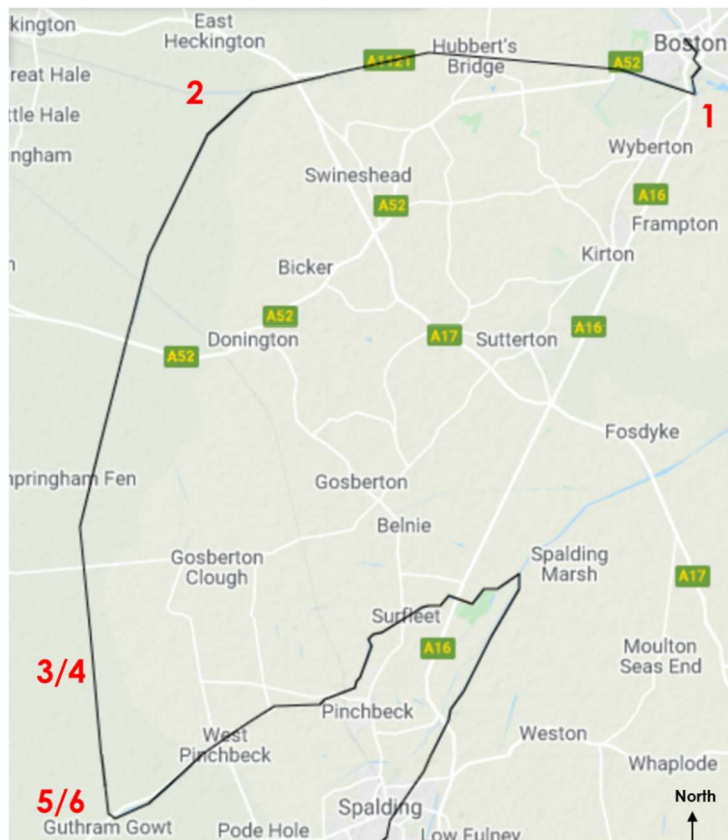 kington
East
Heckington
Hubbert's
Bridge
Boston
A1121
A52
reat Hale
2
1
ttle Hale
ngham
Wyberton
Swineshead
A16
A52
Frampton
Kirton
Bicker
A52
A17
A16
Donington
Sutterton
A52
Fosdyke
npringham Fen
Gosberton
Belnie
Gosberton
Clough
Spalding
Marsh
A17
Surfleet
A16
Moulton
Seas End
3/4
Pinchbeck
West
Pinchbeck
Weston
Whaplode
5/6
North
Guthram Gowt
Pode Hole
Spalding
Low Fulney